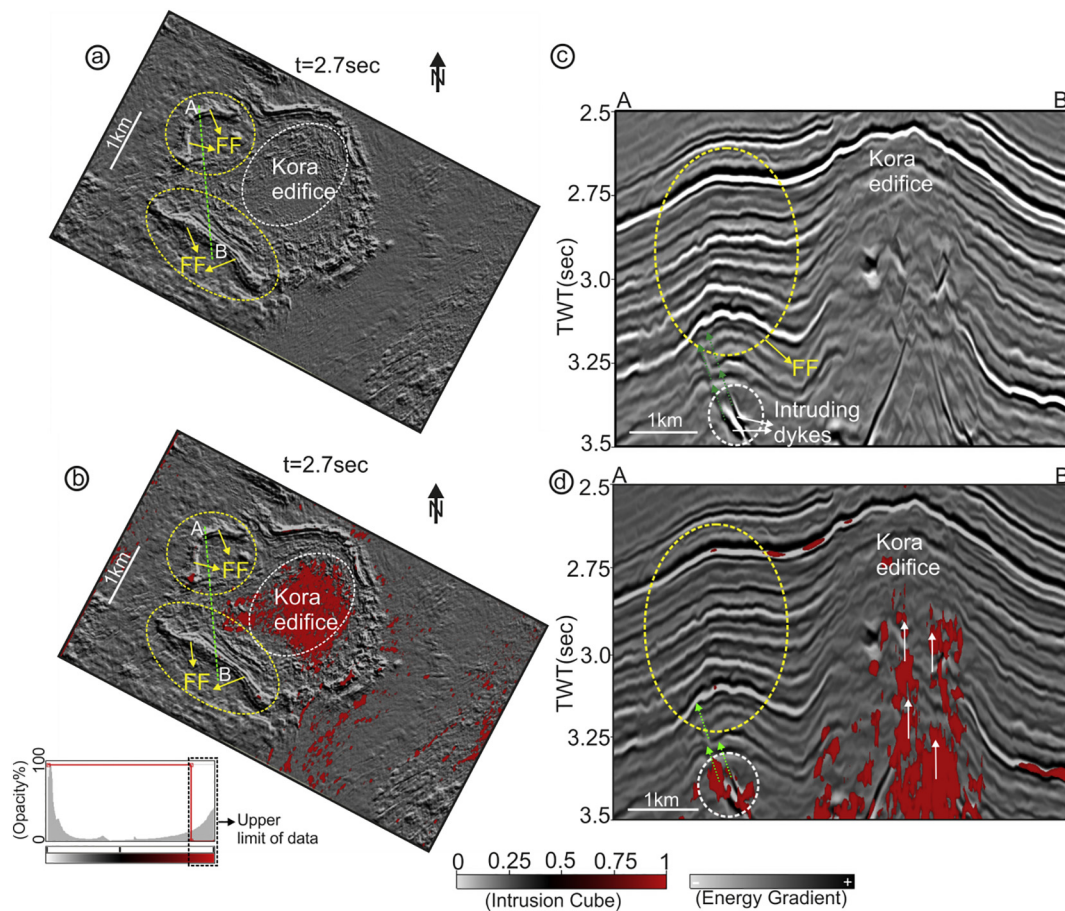 a
t=2.7sec
N
A
FF
1km
Kora
edifice
FF
B
c
A
B
2.5
2.75
3.0
3.25
3.5
TWT(sec)
Kora
edifice
FF
1km
Intruding
dykes
b
t=2.7sec
N
A
FF
1km
Kora
edifice
FF
B
100
0
(Opacity%)
Upper
limit of data
d
A
B
2.5
2.75
3.0
3.25
3.5
TWT(sec)
Kora
edifice
1km
0 0.25 0.5 0.75 1
(Intrusion Cube)
- +
(Energy Gradient)